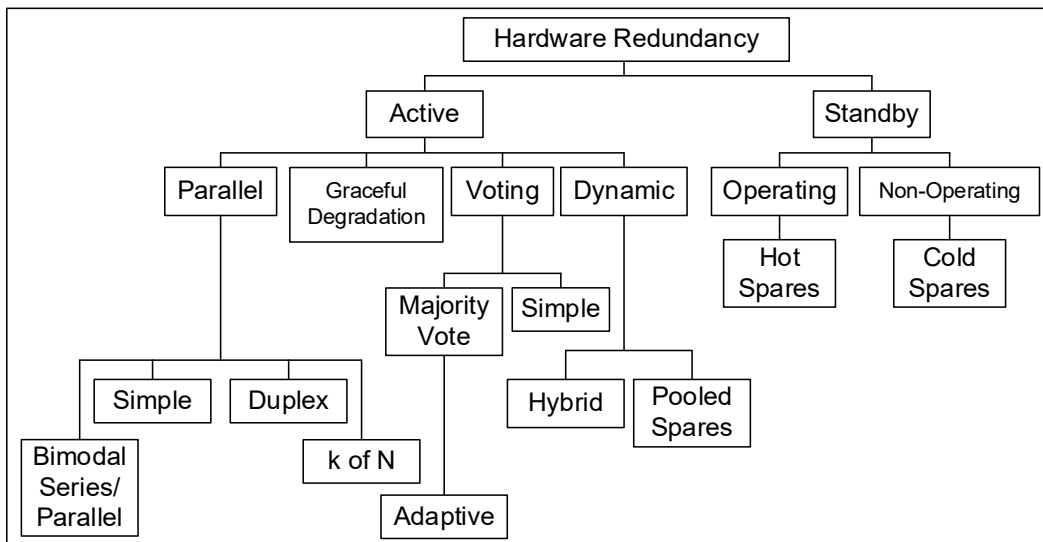 Hardware Redundancy
Active
Standby
Parallel
Graceful
Degradation
Voting
Dynamic
Operating
Non-Operating
Hot
Spares
Cold
Spares
Majority
Vote
Simple
Simple
Duplex
Hybrid
Pooled
Spares
Bimodal
Series/
Parallel
k of N
Adaptive